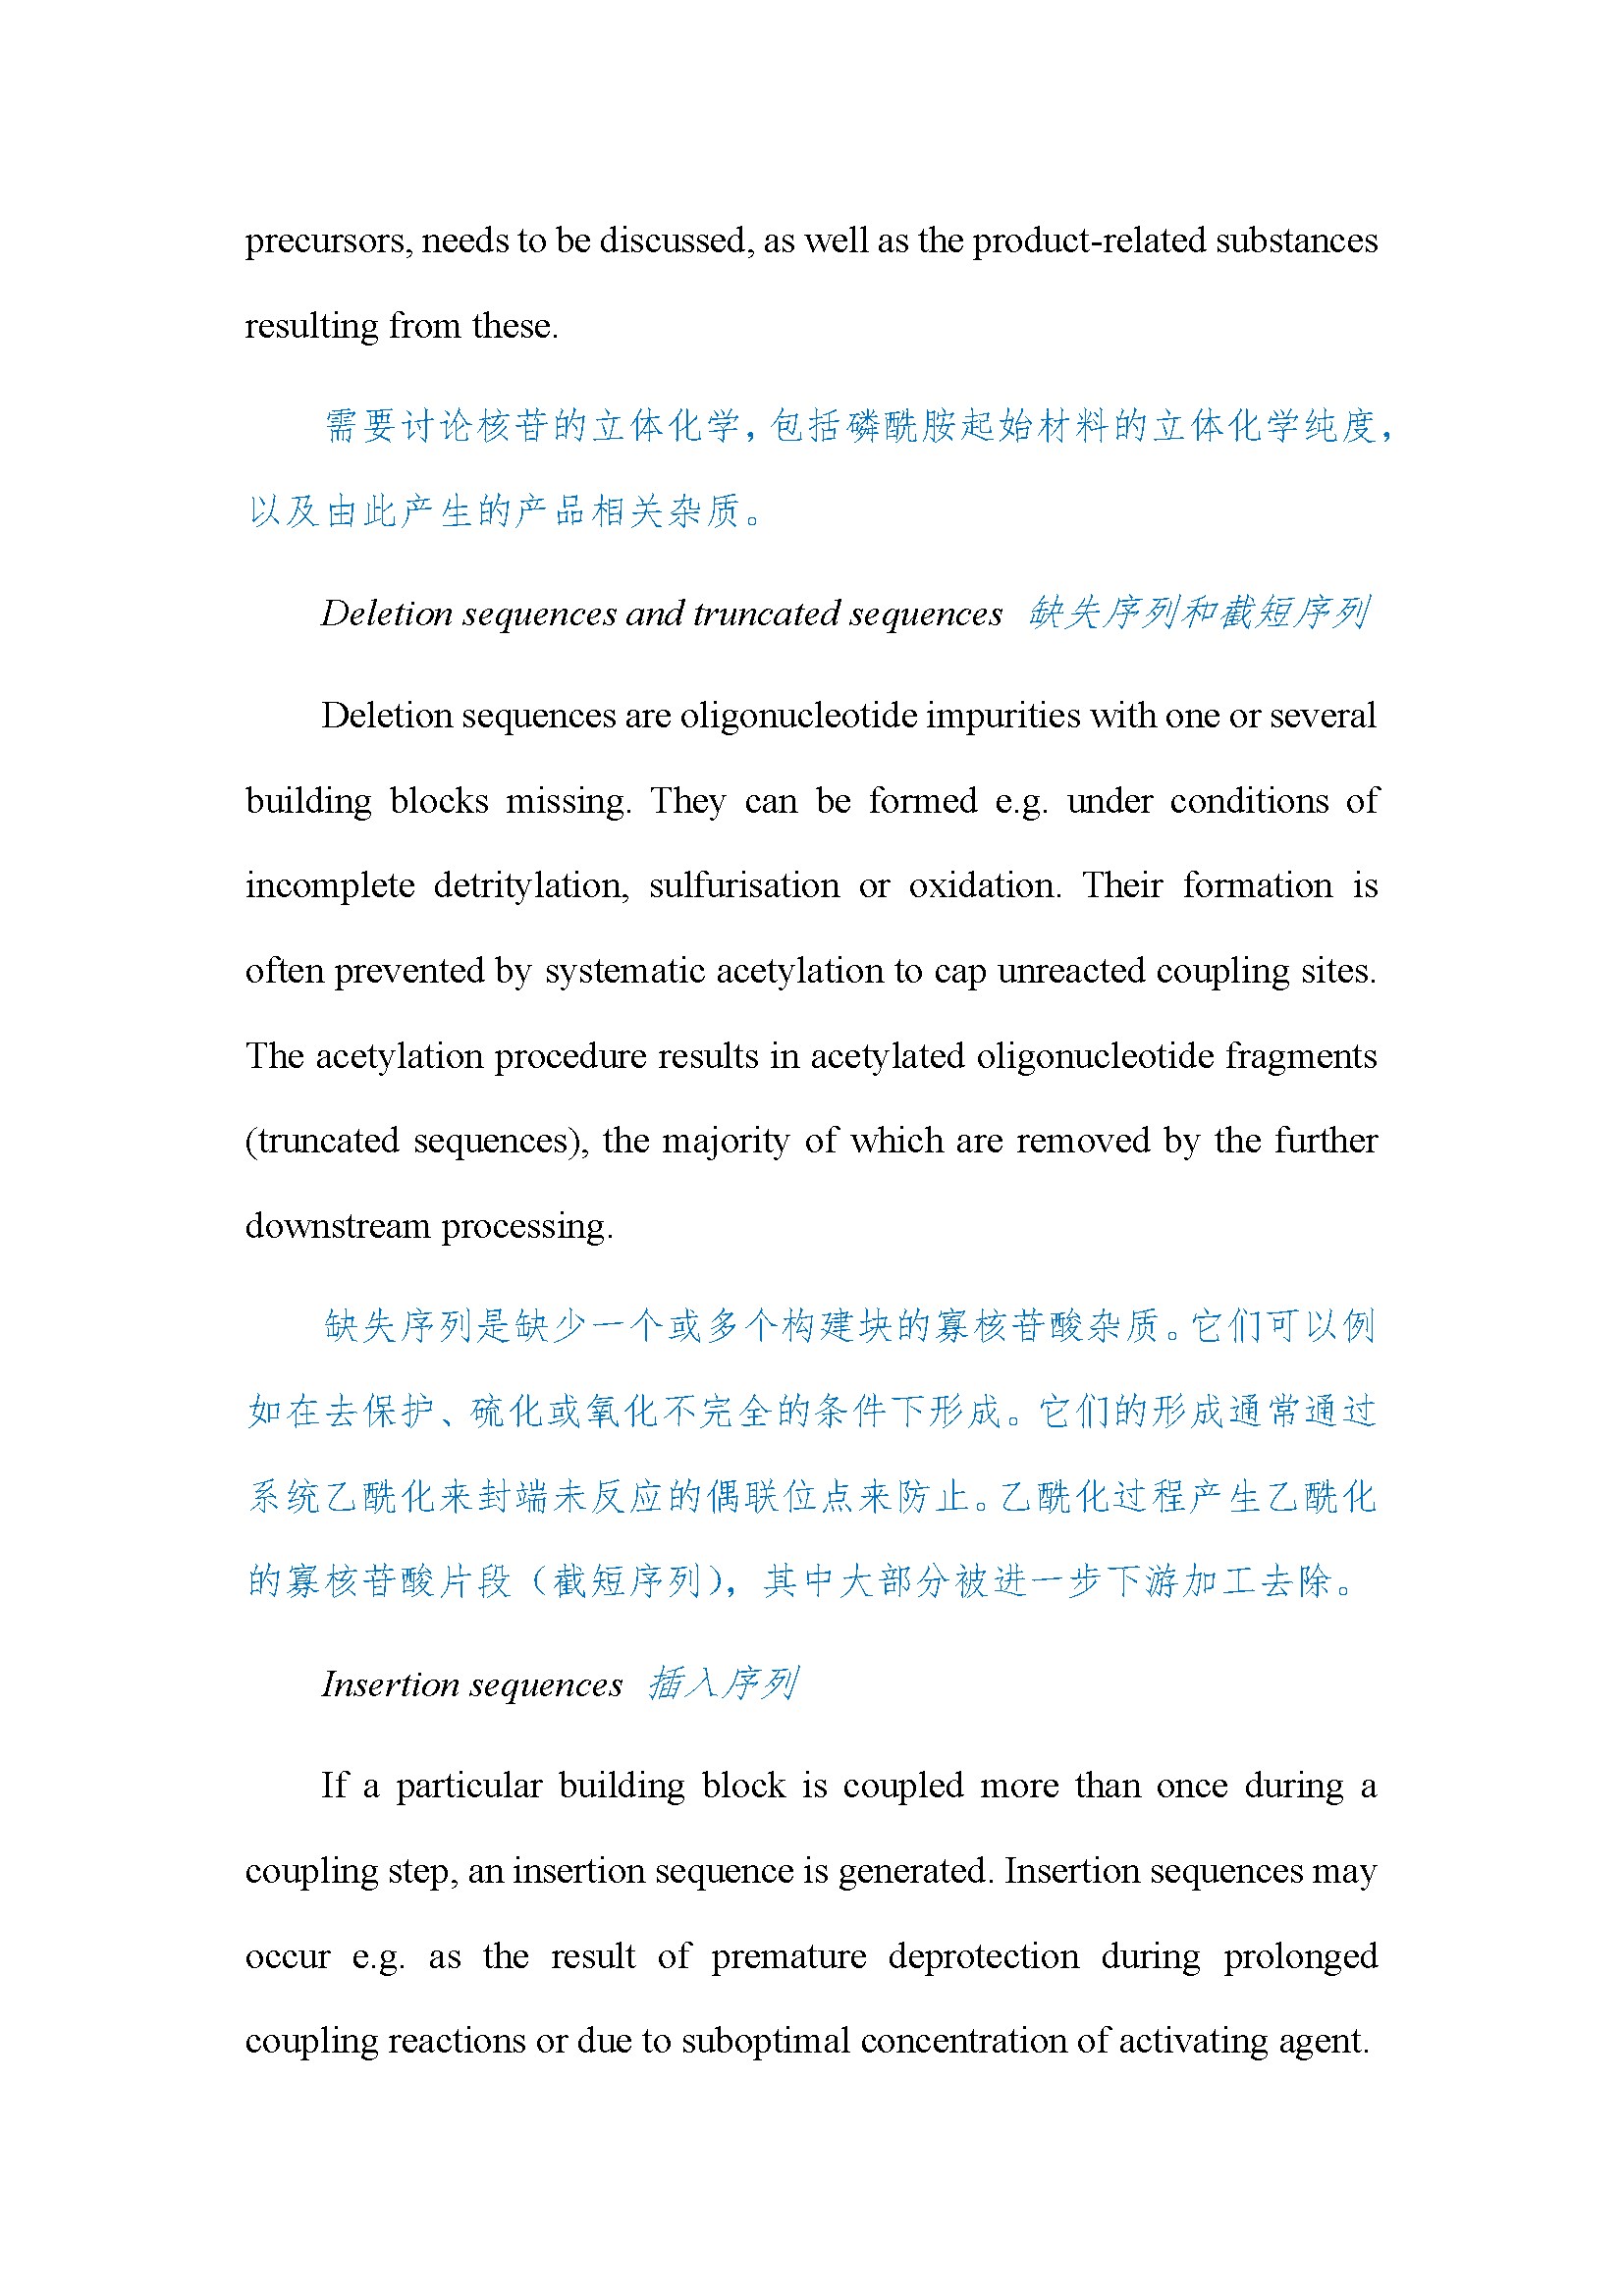 precursors, needs to be discussed, as well as the product-related substances
resulting from these.
需要讨论核苷的立体化学，包括磷酰胺起始材料的立体化学纯度，
以及由此产生的产品相关杂质。
Deletion sequences and truncated sequences 缺失序列和截短序列
Deletion sequences are oligonucleotide impurities with one or several
building blocks missing. They can be formed e.g. under conditions of
incomplete detritylation, sulfurisation or oxidation. Their formation is
often prevented by systematic acetylation to cap unreacted coupling sites.
The acetylation procedure results in acetylated oligonucleotide fragments
(truncated sequences), the majority of which are removed by the further
downstream processing.
缺失序列是缺少一个或多个构建块的寡核苷酸杂质。它们可以例
如在去保护、硫化或氧化不完全的条件下形成。它们的形成通常通过
系统乙酰化来封端未反应的偶联位点来防止。乙酰化过程产生乙酰化
的寡核苷酸片段（截短序列），其中大部分被进一步下游加工去除。
Insertion sequences 插入序列
If a particular building block is coupled more than once during a
coupling step, an insertion sequence is generated. Insertion sequences may
occur e.g. as the result of premature deprotection during prolonged
coupling reactions or due to suboptimal concentration of activating agent.